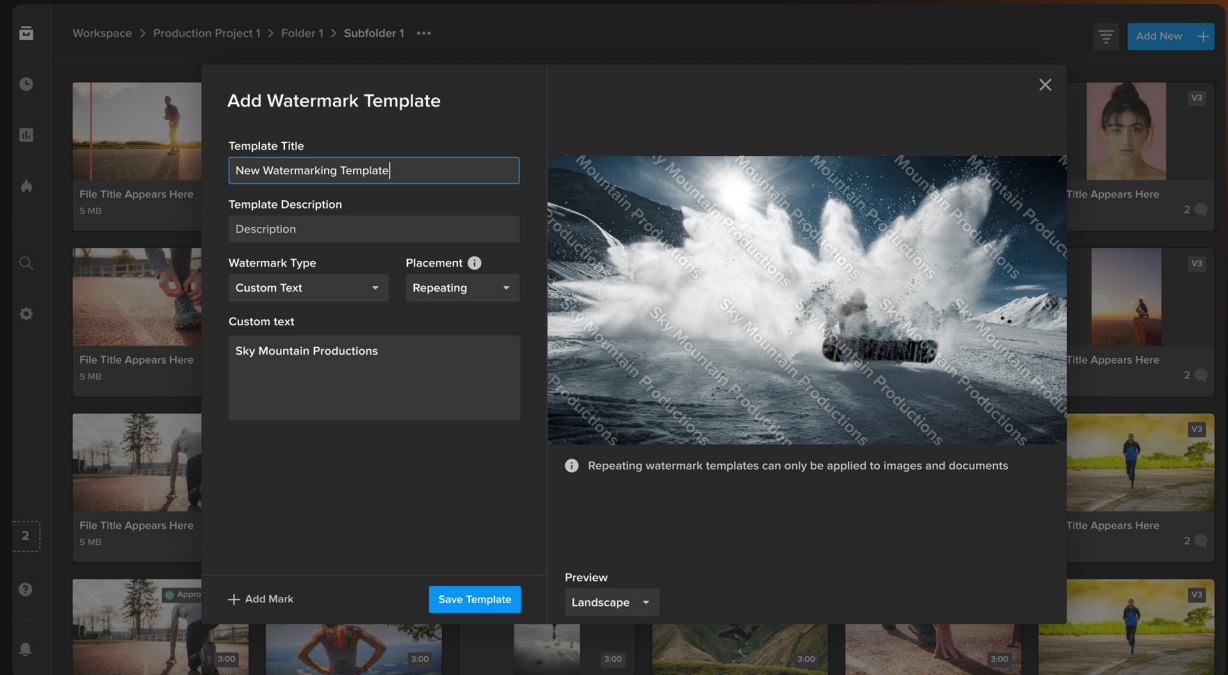 Workspace > Production Project 1 > Folder 1 > Subfolder 1 •••
Add New +
Add Watermark Template
Template Title
New Watermarking Template
Template Description
Description
Watermark Type
Placement
Custom Text
Repeating
Custom text
Sky Mountain Productions
+ Add Mark
Save Template
Sky Mountain Productions
Repeating watermark templates can only be applied to images and documents
Preview
Landscape
File Title Appears Here
5 MB
File Title Appears Here
5 MB
File Title Appears Here
5 MB
Appro
3:00
3:00
3:00
3:00
3:00
V3
Title Appears Here
2
V3
Title Appears Here
2
V3
Title Appears Here
2
V3
2